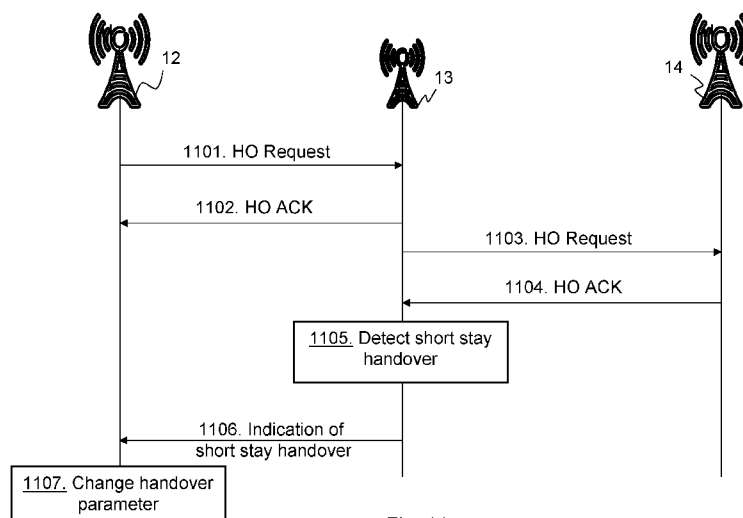 12
13
14
1101. HO Request
1102. HO ACK
1103. HO Request
1104. HO ACK
1105. Detect short stay
handover
1106. Indication of
short stay handover
1107. Change handover
parameter